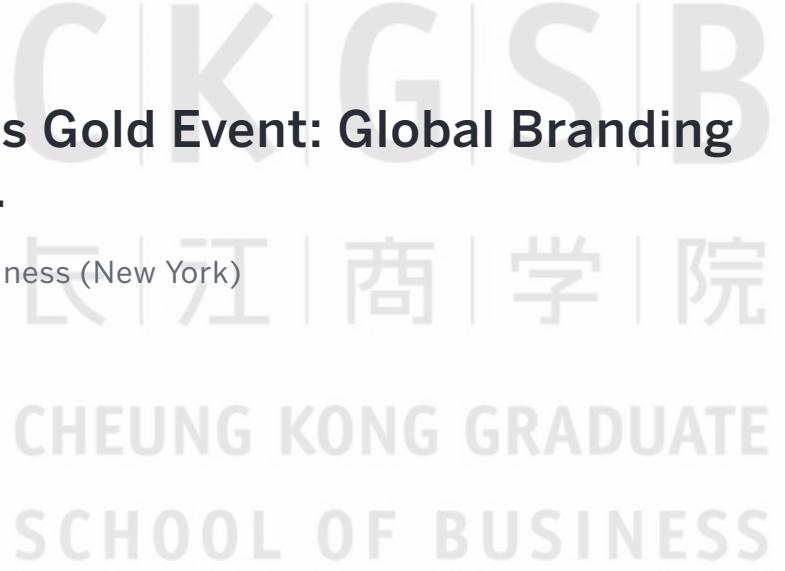 CKGSB
s Gold Event: Global Branding
.
长江商学院
ness (New York)
CHEUNG KONG GRADUATE
SCHOOL OF BUSINESS